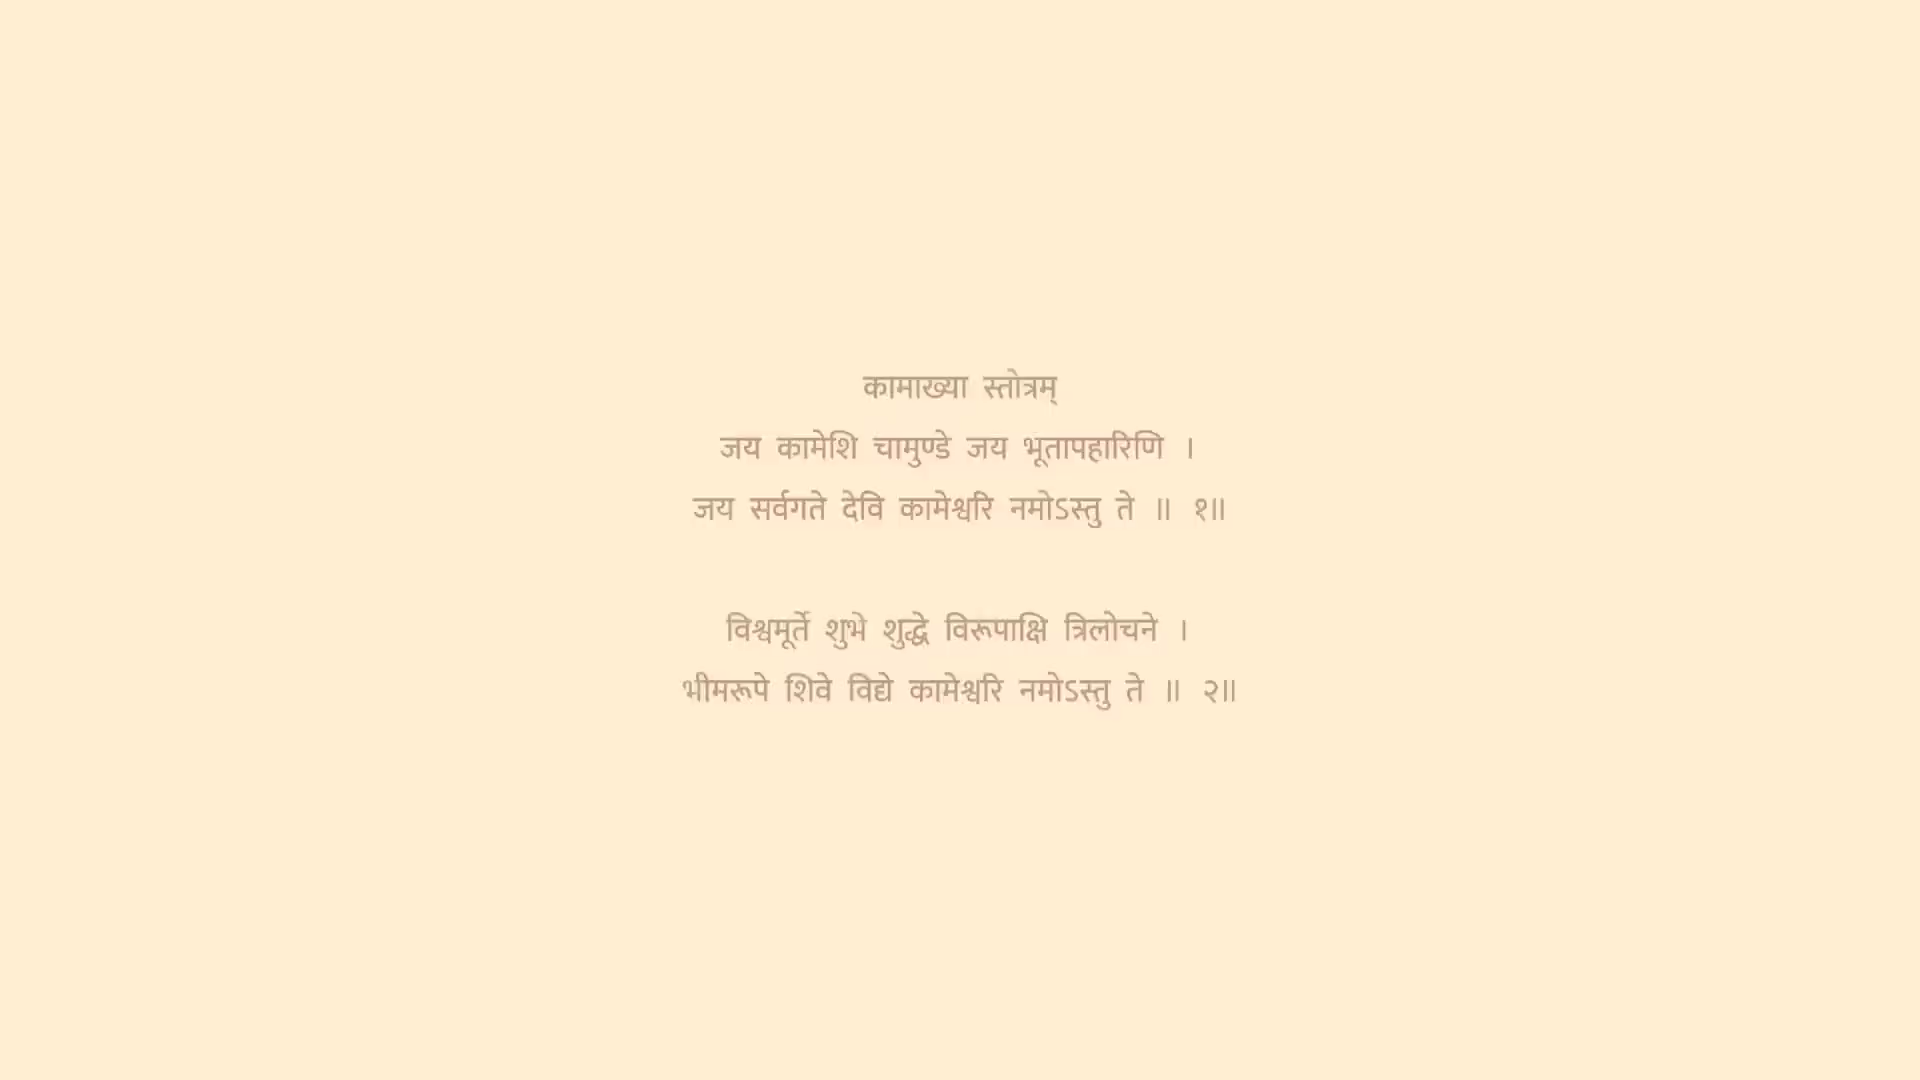 कामाख्या स्तोत्रम्
जय कामेशि चामुण्डे जय भूतापहारिणि ।
जय सर्वगते देवि कामेश्वरि नमोऽस्तु ते ॥ १॥
विश्वमूर्ते शुभे शुद्धे विरूपाक्षि त्रिलोचने ।
भीमरूपे शिवे विद्ये कामेश्वरि नमोऽस्तु ते ॥ २॥